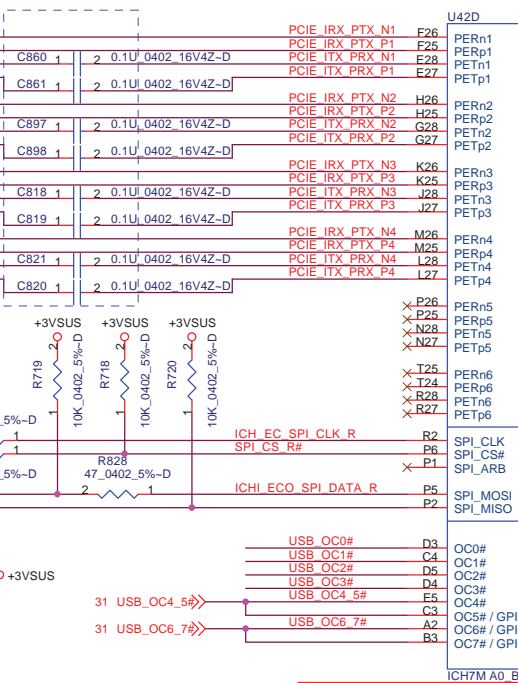 U42D
PCIE_IRX_PTX_N1 F26 PERn1
PCIE_IRX_PTX_P1 F25 PERp1
C860 1 2 0.1U_0402_16V4Z~D PCIE_ITX_PRX_N1 E28 PETn1
PCIE_ITX_PRX_P1 E27 PETp1
C861 1 2 0.1U_0402_16V4Z~D
PCIE_IRX_PTX_N2 H26 PERn2
PCIE_IRX_PTX_P2 H25 PERp2
C897 1 2 0.1U_0402_16V4Z~D PCIE_ITX_PRX_N2 G28 PETn2
PCIE_ITX_PRX_P2 G27 PETp2
C898 1 2 0.1U_0402_16V4Z~D
PCIE_IRX_PTX_N3 K26 PERn3
PCIE_IRX_PTX_P3 K25 PERp3
C818 1 2 0.1U_0402_16V4Z~D PCIE_ITX_PRX_N3 J28 PETn3
PCIE_ITX_PRX_P3 J27 PETp3
C819 1 2 0.1U_0402_16V4Z~D
PCIE_IRX_PTX_N4 M26 PERn4
PCIE_IRX_PTX_P4 M25 PERp4
C821 1 2 0.1U_0402_16V4Z~D PCIE_ITX_PRX_N4 L28 PETn4
PCIE_ITX_PRX_P4 L27 PETp4
C820 1 2 0.1U_0402_16V4Z~D
P26 PERn5
P25 PERp5
N28 PETn5
N27 PETp5
+3VSUS +3VSUS +3VSUS
2 2 2
R719 10K_0402_5%~D R718 10K_0402_5%~D R720 10K_0402_5%~D
1 1 1
T25 PERn6
T24 PERp6
R28 PETn6
R27 PETp6
5%~D
1 ICH_EC_SPI_CLK_R R2 SPI_CLK
1 SPI_CS_R# P6 SPI_CS#
P1 SPI_ARB
5%~D R828
47_0402_5%~D
2 1 ICHI_ECO_SPI_DATA_R P5 SPI_MOSI
P2 SPI_MISO
USB_OC0# D3 OC0#
USB_OC1# C4 OC1#
USB_OC2# D5 OC2#
+3VSUS
USB_OC3# D4 OC3#
31 USB_OC4_5# USB_OC4_5# E5 OC4#
C3 OC5# / GPI
31 USB_OC6_7# USB_OC6_7# A2 OC6# / GPI
B3 OC7# / GPI
ICH7M A0_B